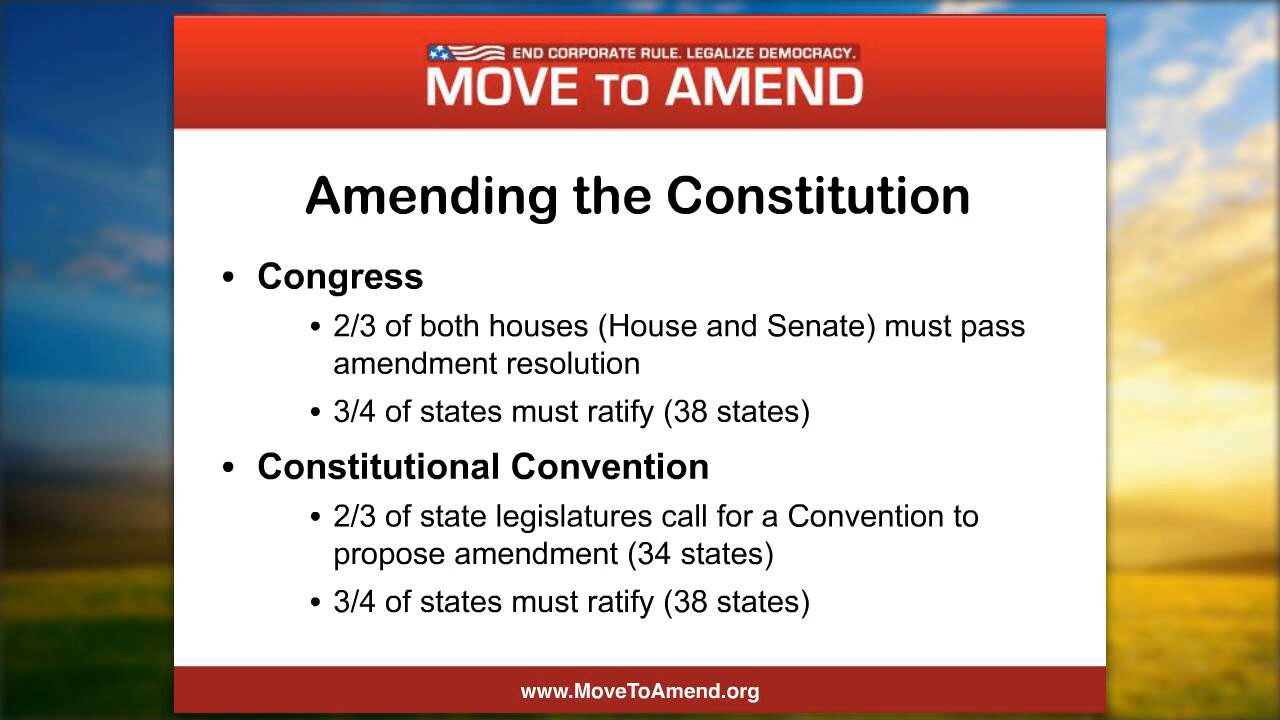 END CORPORATE RULE. LEGALIZE DEMOCRACY.
MOVE TO AMEND
Amending the Constitution
• Congress
• 2/3 of both houses (House and Senate) must pass
amendment resolution
• 3/4 of states must ratify (38 states)
• Constitutional Convention
• 2/3 of state legislatures call for a Convention to
propose amendment (34 states)
• 3/4 of states must ratify (38 states)
www.MoveToAmend.org